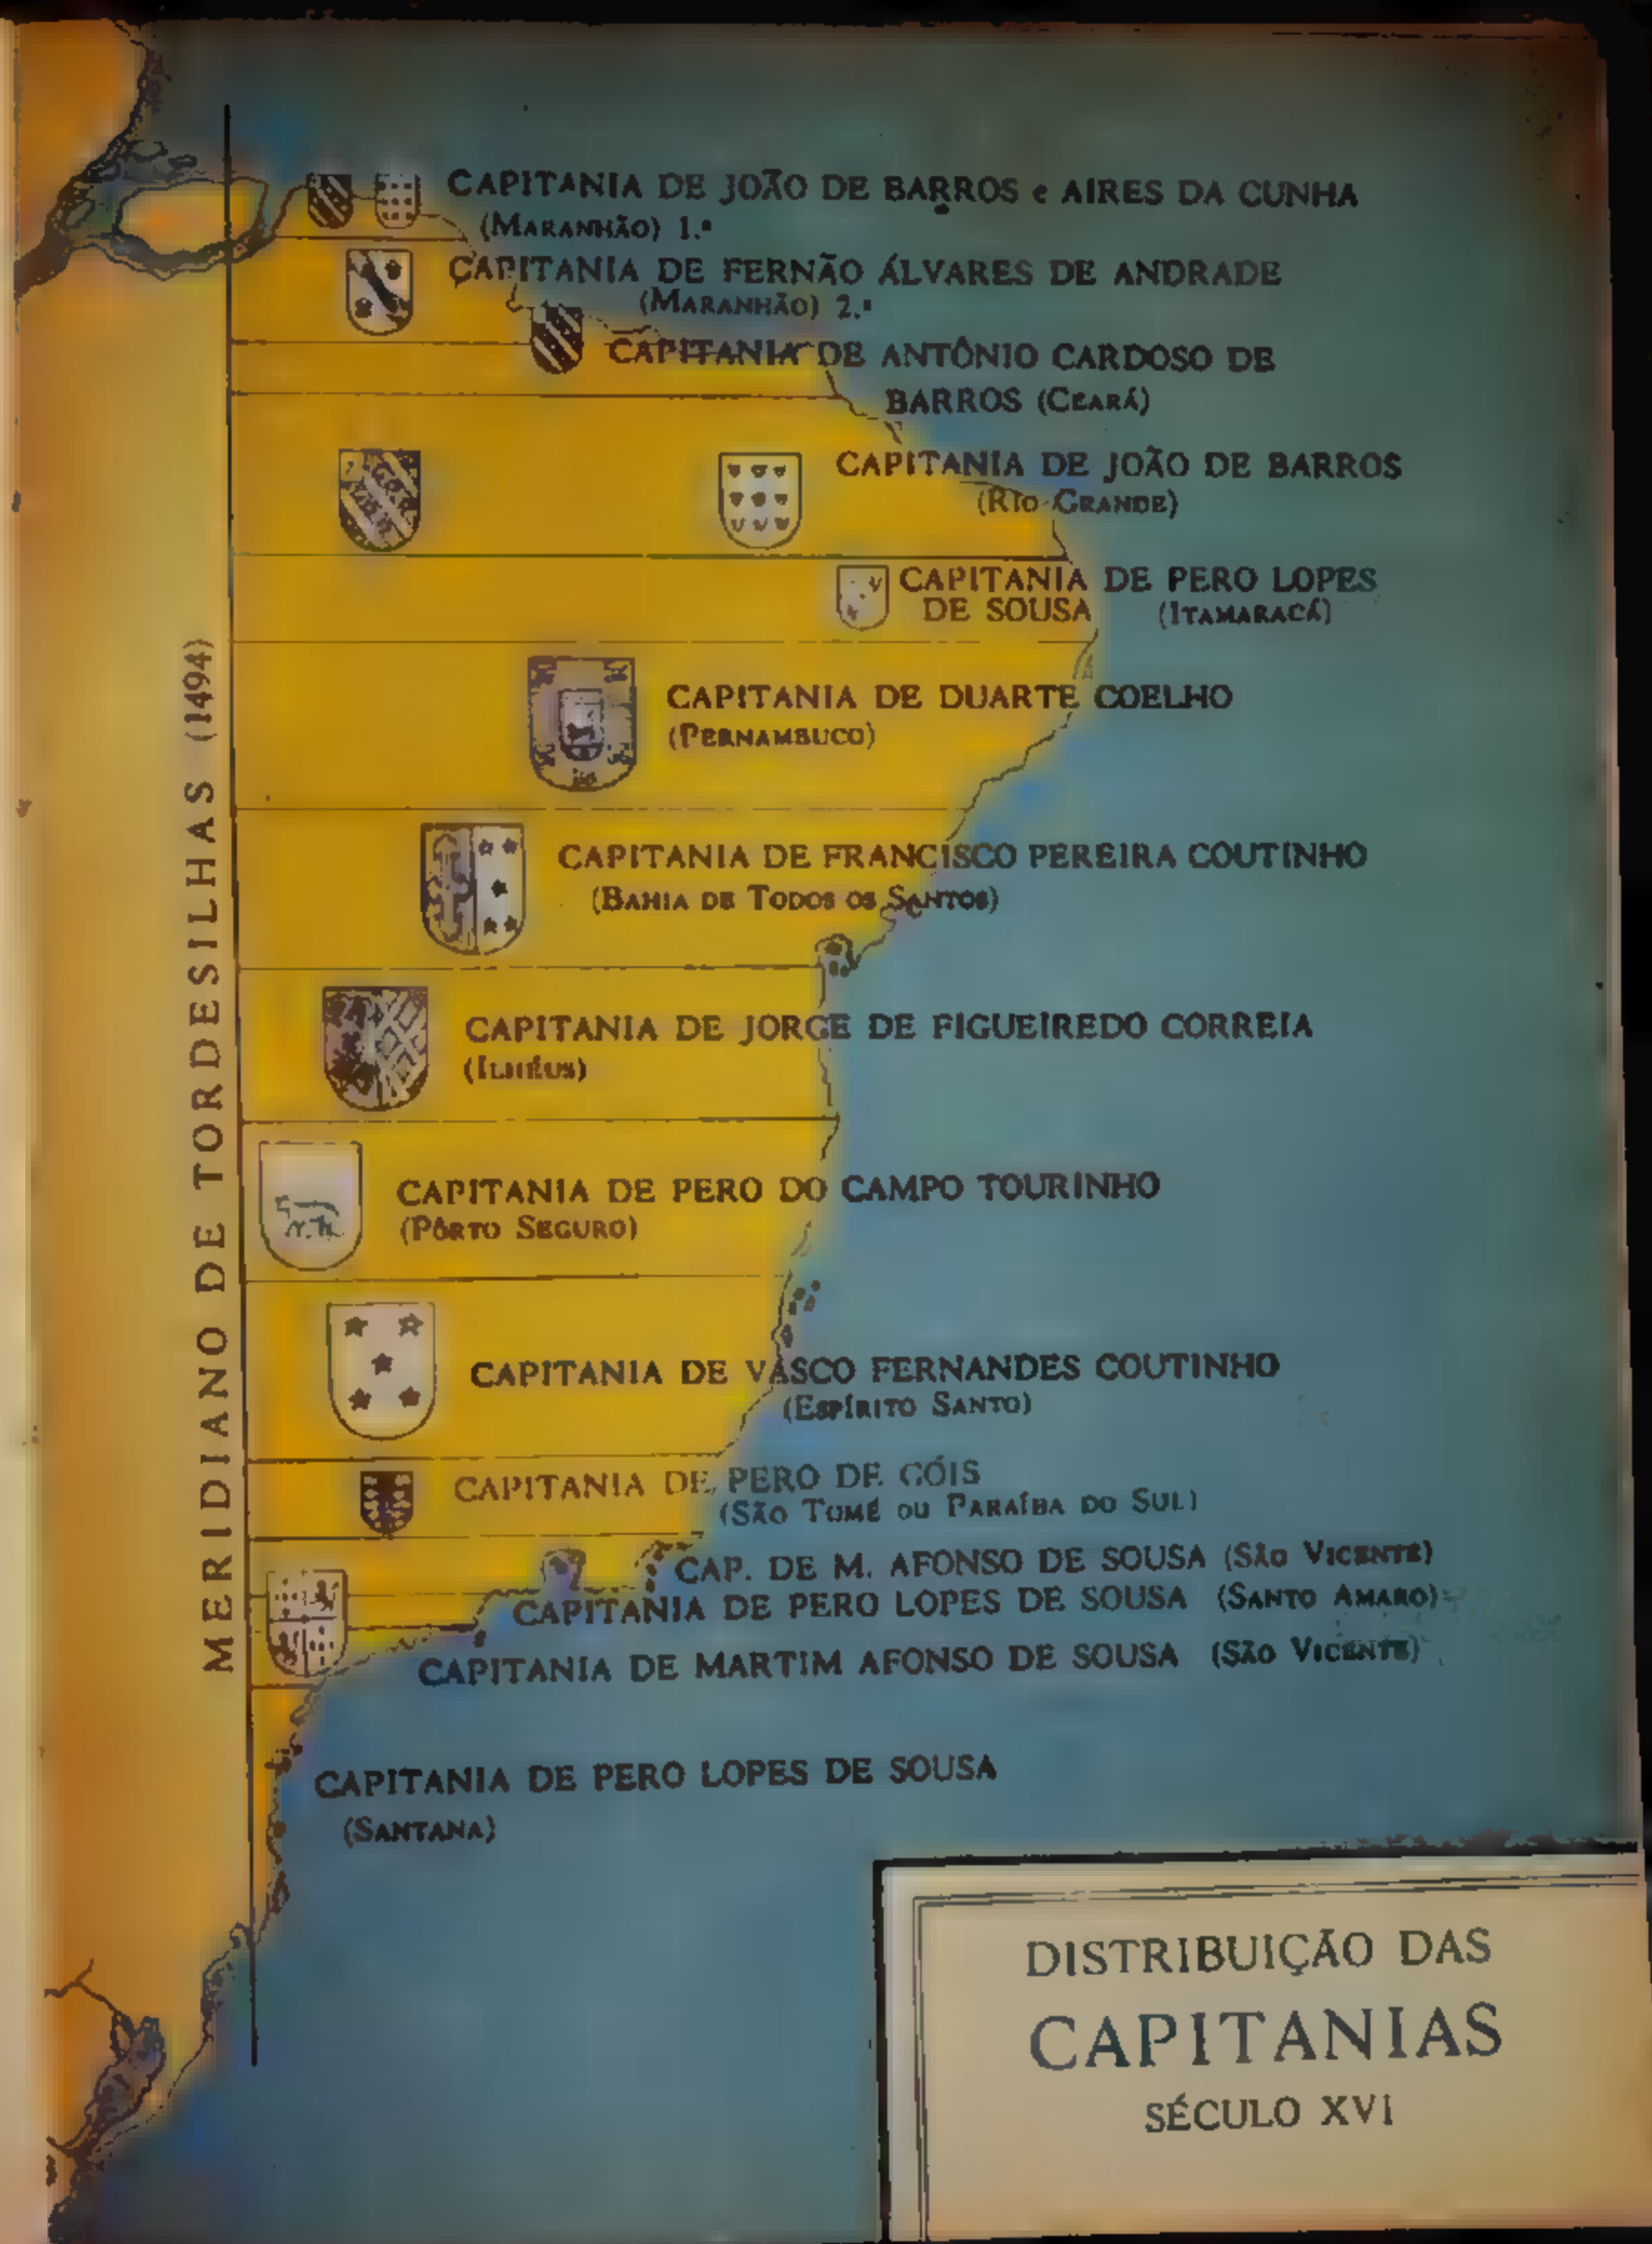 CAPITANIA DE JOÃO DE BARROS e AIRES DA CUNHA
(MARANHÃO) 1.ª
CAPITANIA DE FERNÃO ÁLVARES DE ANDRADE
(MARANHÃO) 2.ª
CAPITANIA DE ANTÔNIO CARDOSO DE
BARROS (CEARÁ)
CAPITANIA DE JOÃO DE BARROS
(RIO GRANDE)
CAPITANIA DE PERO LOPES
DE SOUSA (ITAMARACÁ)
CAPITANIA DE DUARTE COELHO
(PERNAMBUCO)
CAPITANIA DE FRANCISCO PEREIRA COUTINHO
(BAHIA DE TODOS OS SANTOS)
CAPITANIA DE JORGE DE FIGUEIREDO CORREIA
(ILHÉUS)
CAPITANIA DE PERO DO CAMPO TOURINHO
(PÔRTO SEGURO)
CAPITANIA DE VASCO FERNANDES COUTINHO
(ESPÍRITO SANTO)
CAPITANIA DE PERO DE GÓIS
(SÃO TOMÉ OU PARAÍBA DO SUL)
CAP. DE M. AFONSO DE SOUSA (SÃO VICENTE)
CAPITANIA DE PERO LOPES DE SOUSA (SANTO AMARO)
CAPITANIA DE MARTIM AFONSO DE SOUSA (SÃO VICENTE)
CAPITANIA DE PERO LOPES DE SOUSA
(SANTANA)
MERIDIANO DE TORDESILHAS (1494)
DISTRIBUIÇÃO DAS
CAPITANIAS
SÉCULO XVI